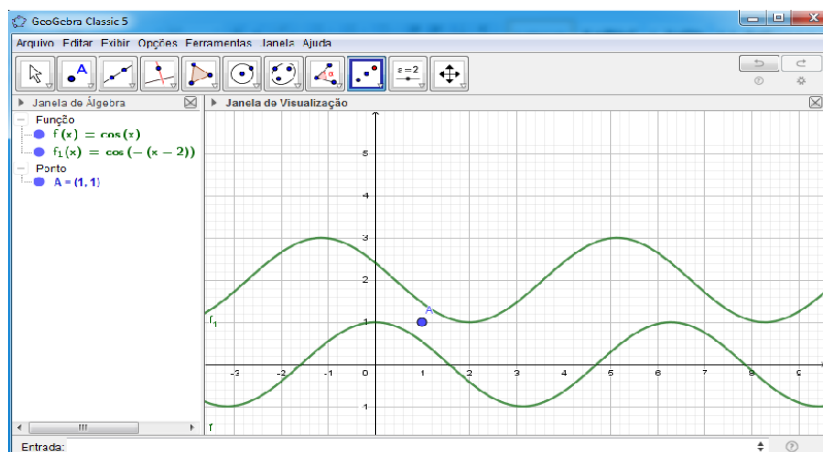 GeoGebra Classic 5
Arquivo Editar Exibir Opções Ferramentas Janela Ajuda
A
α
a=2
Janela de Álgebra
Janela de Visualização
Função
f(x) = cos(x)
f₁(x) = cos(−(x − 2))
Ponto
A = (1, 1)
5
4
3
2
1
A
f₁
-3 -2 -1 0 1 2 3 4 5 6 7 8 9
1
f
Entrada: